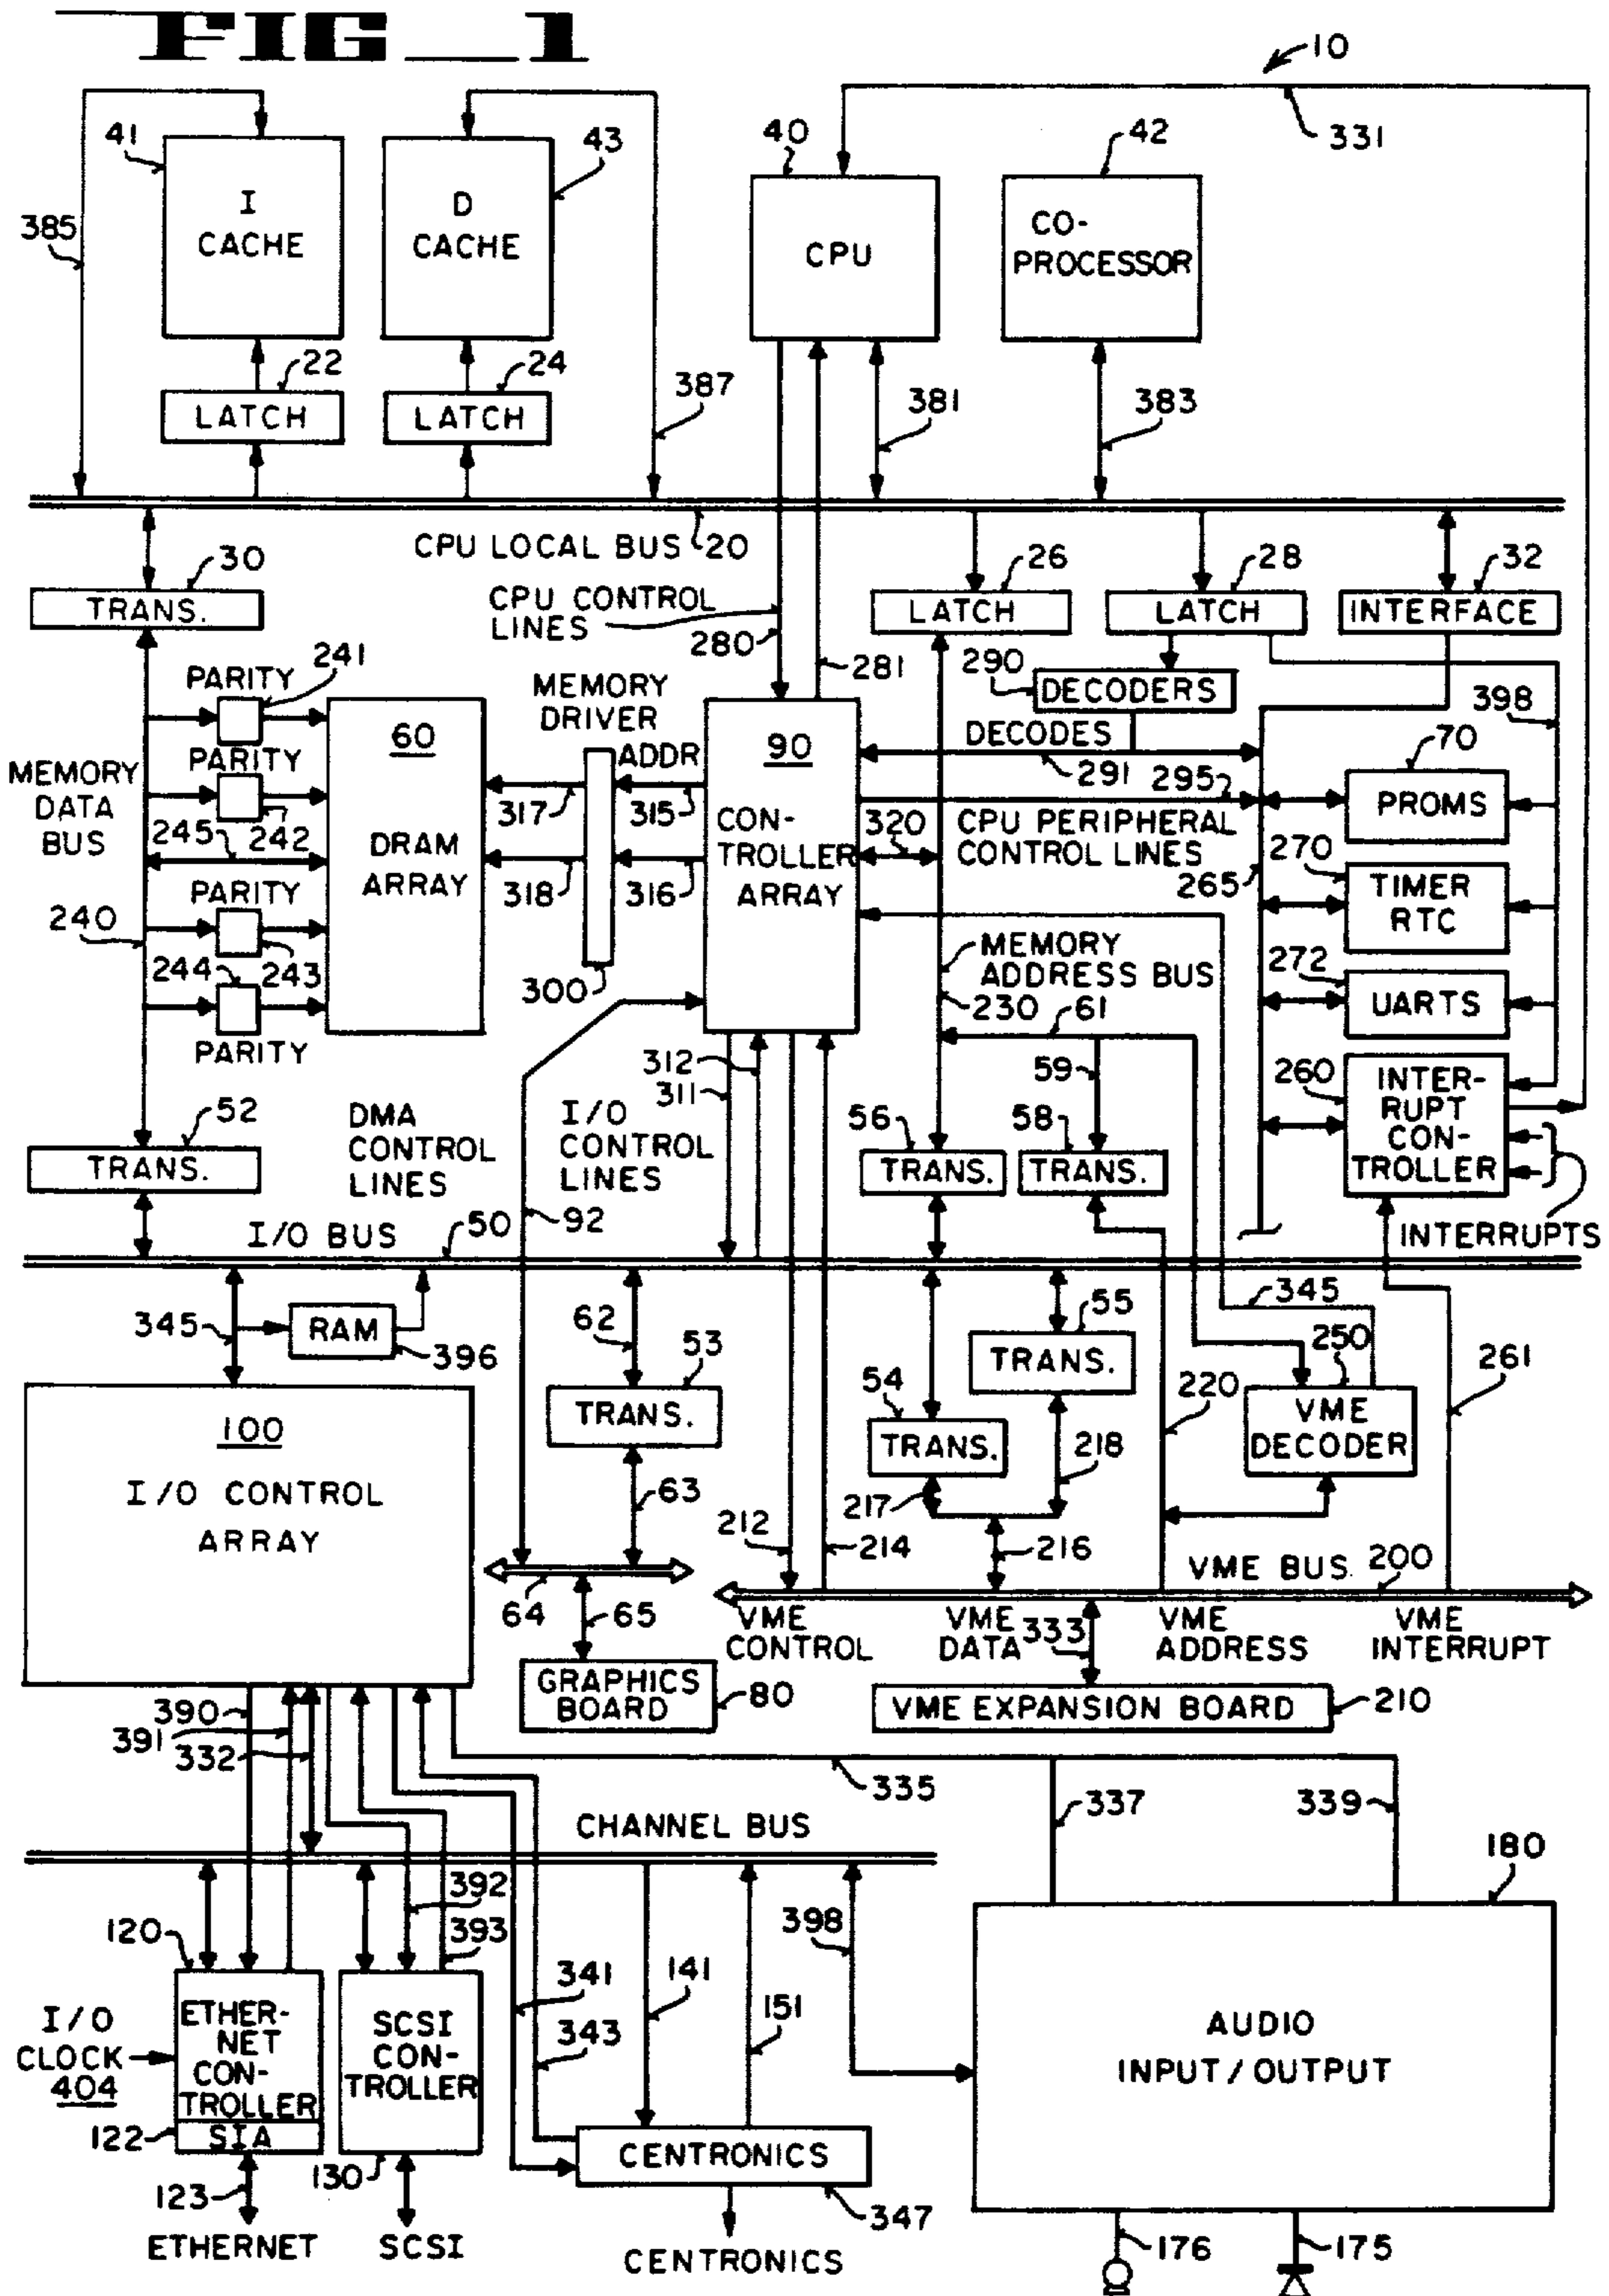 FIG_1
10
331
41
43
40
42
385
I
CACHE
D
CACHE
CPU
CO-
PROCESSOR
22
24
LATCH
LATCH
387
381
383
CPU LOCAL BUS 20
30
26
28
32
TRANS.
CPU CONTROL
LINES
280
281
LATCH
LATCH
INTERFACE
290
DECODERS
398
PARITY
241
MEMORY
DRIVER
60
ADDR
90
DECODES
291
295
70
PROMS
MEMORY
DATA
BUS
PARITY
245
242
DRAM
ARRAY
317
315
CON-
TROLLER
ARRAY
320
CPU PERIPHERAL
CONTROL LINES
265
270
TIMER
RTC
PARITY
240
243
244
PARITY
318
316
300
MEMORY
ADDRESS BUS
230
61
272
UARTS
312
311
59
260
INTER-
RUPT
CON-
TROLLER
52
TRANS.
DMA
CONTROL
LINES
I/O
CONTROL
LINES
56
TRANS.
58
TRANS.
92
INTERRUPTS
I/O BUS
50
345
RAM
396
62
53
TRANS.
55
TRANS.
54
TRANS.
345
250
VME
DECODER
261
220
100
I/O CONTROL
ARRAY
63
217
218
212
214
216
VME BUS
200
64
65
VME
CONTROL
VME
DATA
333
VME
ADDRESS
VME
INTERRUPT
GRAPHICS
BOARD
80
VME EXPANSION BOARD
210
390
391
332
335
337
339
CHANNEL BUS
180
392
393
398
120
341
343
141
151
I/O
CLOCK
404
ETHER-
NET
CON-
TROLLER
SIA
122
SCSI
CON-
TROLLER
AUDIO
INPUT/OUTPUT
123
130
CENTRONICS
347
ETHERNET
SCSI
CENTRONICS
176
175